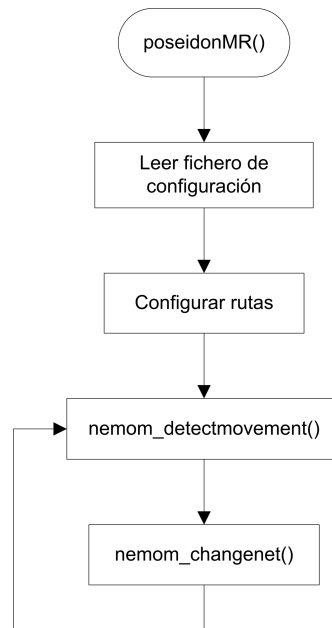 poseidonMR()
Leer fichero de
configuración
Configurar rutas
nemom_detectmovement()
nemom_changenet()